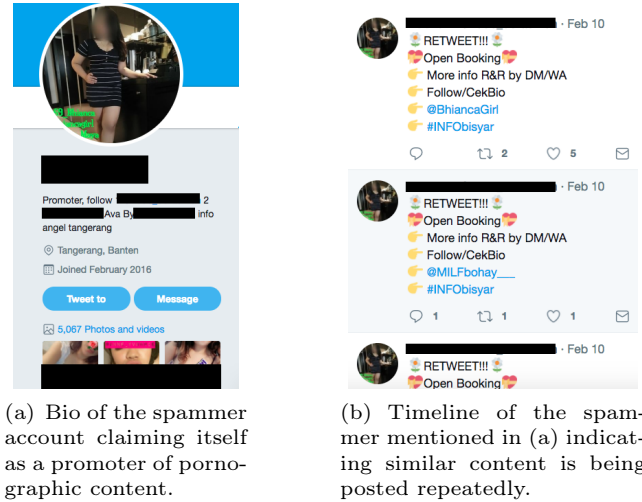 Promoter, follow 2
Ava By info
angel tangerang
Tangerang, Banten
Joined February 2016
Tweet to
Message
5,067 Photos and videos
(a) Bio of the spammer
account claiming itself
as a promoter of porno-
graphic content.
· Feb 10
RETWEET!!!
Open Booking
More info R&R by DM/WA
Follow/CekBio
@BhiancaGirl
#INFObisyar
2
5
· Feb 10
RETWEET!!!
Open Booking
More info R&R by DM/WA
Follow/CekBio
@MILFbohay___
#INFObisyar
1
1
1
· Feb 10
RETWEET!!!
Open Booking
(b) Timeline of the spam-
mer mentioned in (a) indicat-
ing similar content is being
posted repeatedly.